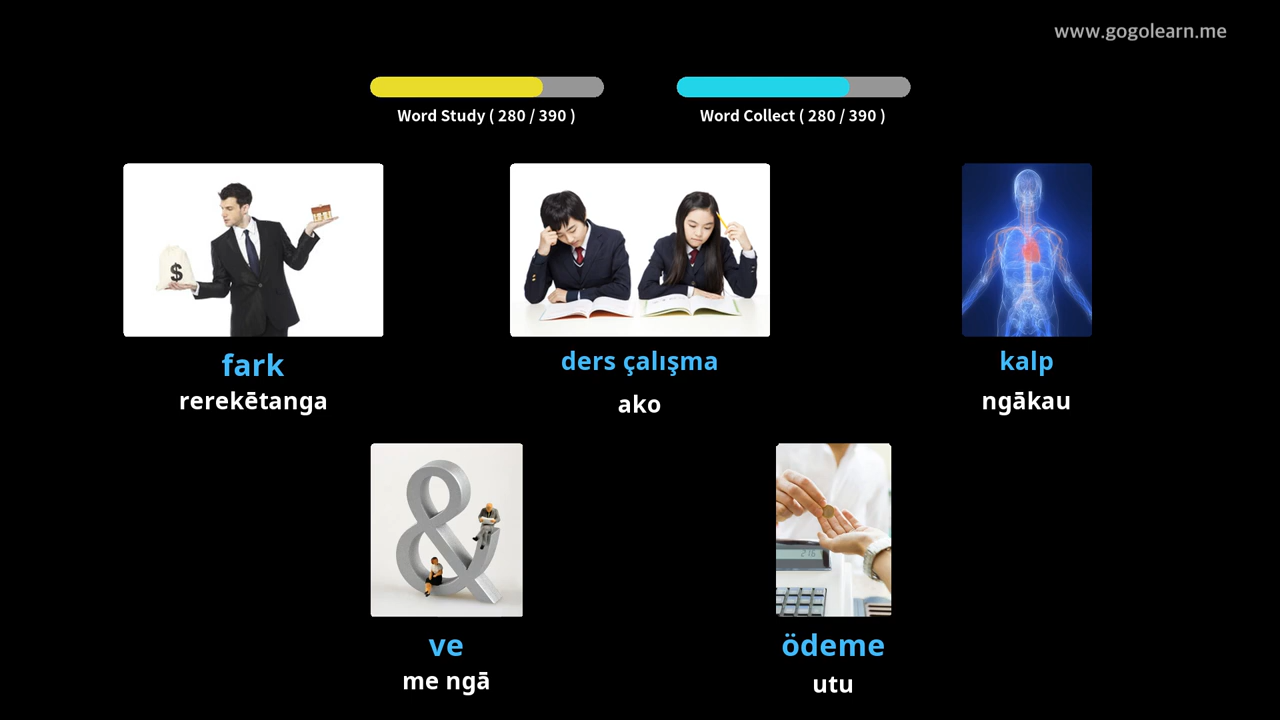 www.gogolearn.me
Word Study ( 280 / 390 )
Word Collect ( 280 / 390 )
$
fark
rerekētanga
ders çalışma
ako
kalp
ngākau
&
ve
me ngā
ödeme
utu